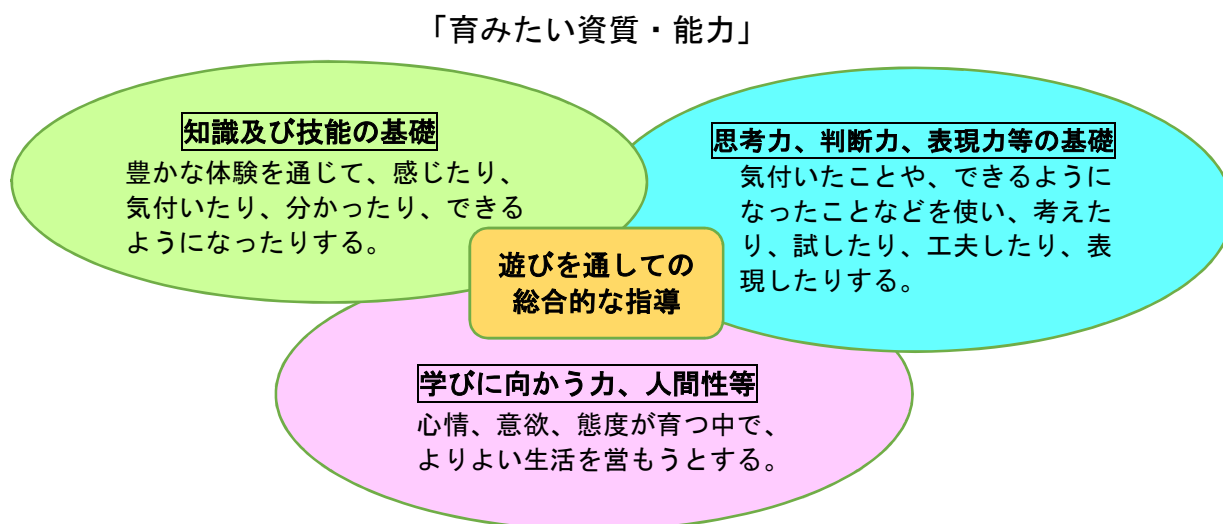 「育みたい資質・能力」
知識及び技能の基礎
豊かな体験を通じて、感じたり、
気付いたり、分かったり、できる
ようになったりする。
思考力、判断力、表現力等の基礎
気付いたことや、できるように
なったことなどを使い、考えた
り、試したり、工夫したり、表
現したりする。
遊びを通しての
総合的な指導
学びに向かう力、人間性等
心情、意欲、態度が育つ中で、
よりよい生活を営もうとする。